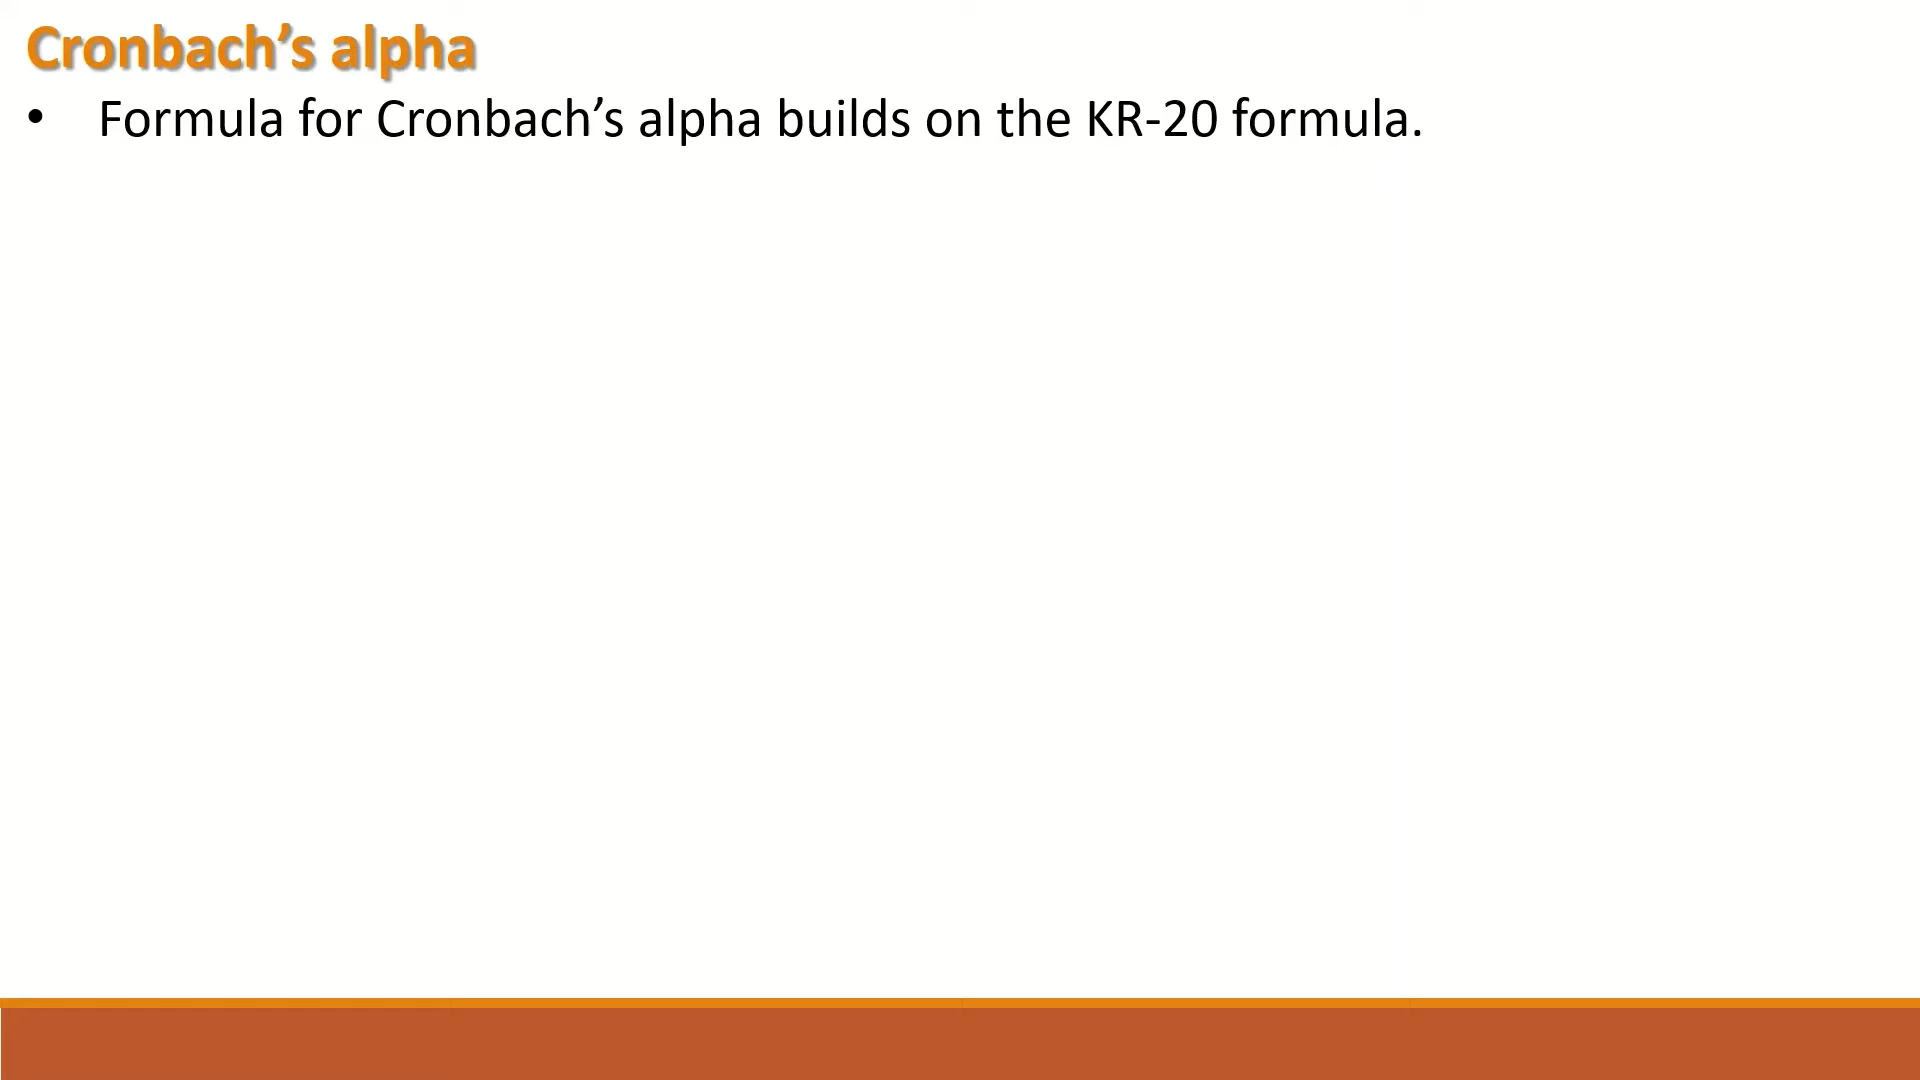 Cronbach’s alpha
• Formula for Cronbach’s alpha builds on the KR-20 formula.